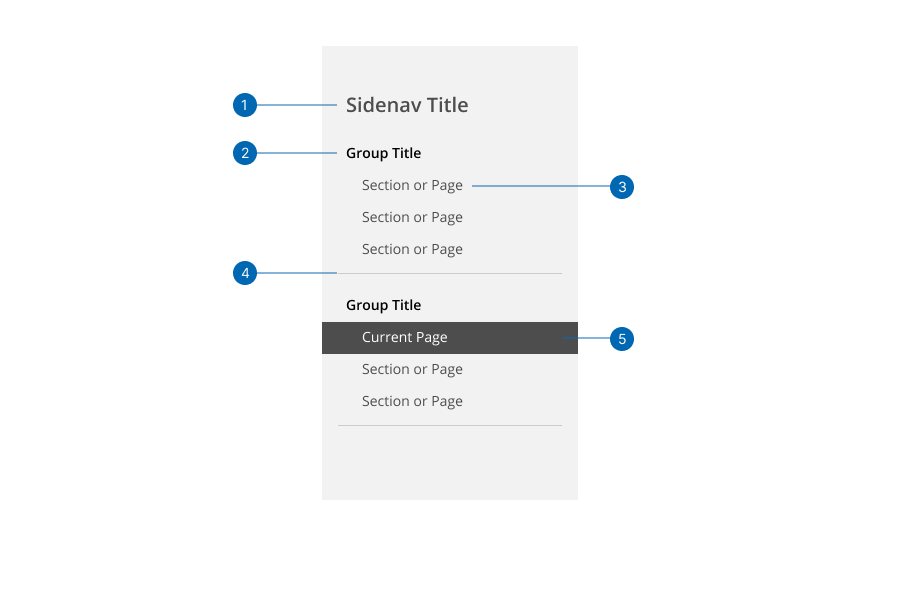 1 Sidenav Title
2 Group Title
Section or Page 3
Section or Page
Section or Page
4
Group Title
Current Page 5
Section or Page
Section or Page